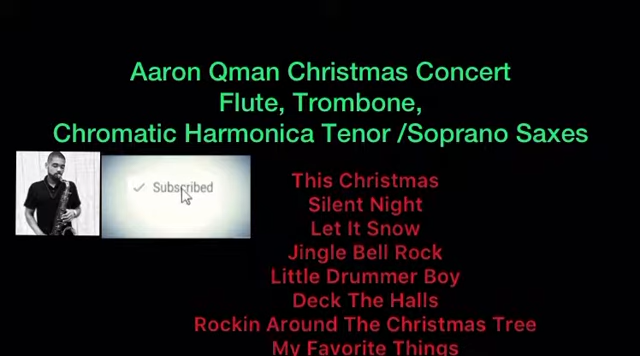 Aaron Qman Christmas Concert
Flute, Trombone,
Chromatic Harmonica Tenor /Soprano Saxes
✓ Subscribed
This Christmas
Silent Night
Let It Snow
Jingle Bell Rock
Little Drummer Boy
Deck The Halls
Rockin Around The Christmas Tree
My Favorite Things